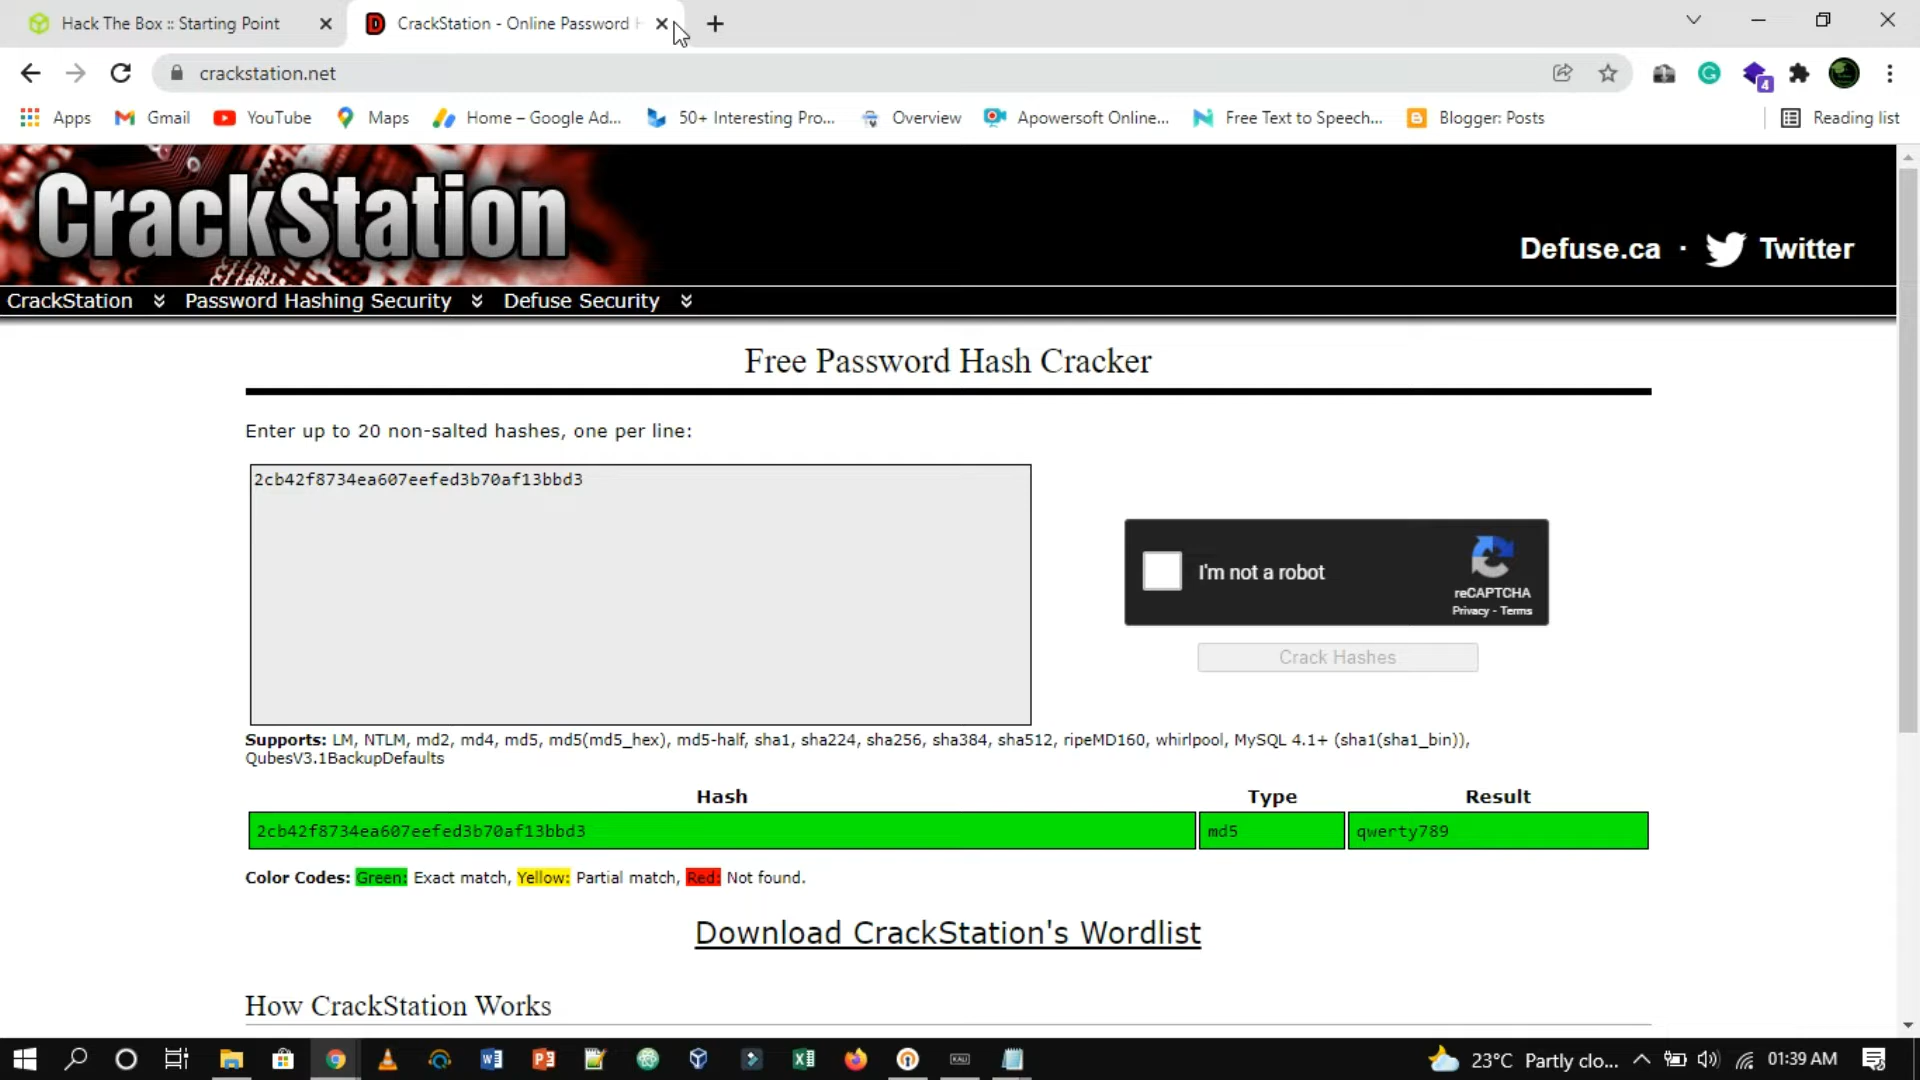 Hack The Box :: Starting Point
CrackStation - Online Password H
crackstation.net
4
Apps
Gmail
YouTube
Maps
Home – Google Ad...
50+ Interesting Pro...
Overview
Apowersoft Online...
Free Text to Speech...
Blogger: Posts
Reading list
CrackStation
Defuse.ca · Twitter
CrackStation
Password Hashing Security
Defuse Security
Free Password Hash Cracker
Enter up to 20 non-salted hashes, one per line:
2cb42f8734ea607eefed3b70af13bbd3
I'm not a robot
reCAPTCHA
Privacy - Terms
Crack Hashes
Supports: LM, NTLM, md2, md4, md5, md5(md5_hex), md5-half, sha1, sha224, sha256, sha384, sha512, ripeMD160, whirlpool, MySQL 4.1+ (sha1(sha1_bin)),
QubesV3.1BackupDefaults
Hash Type Result
2cb42f8734ea607eefed3b70af13bbd3 md5 qwerty789
Color Codes: Green: Exact match, Yellow: Partial match, Red: Not found.
Download CrackStation's Wordlist
How CrackStation Works
KALI
23°C Partly clo...
01:39 AM